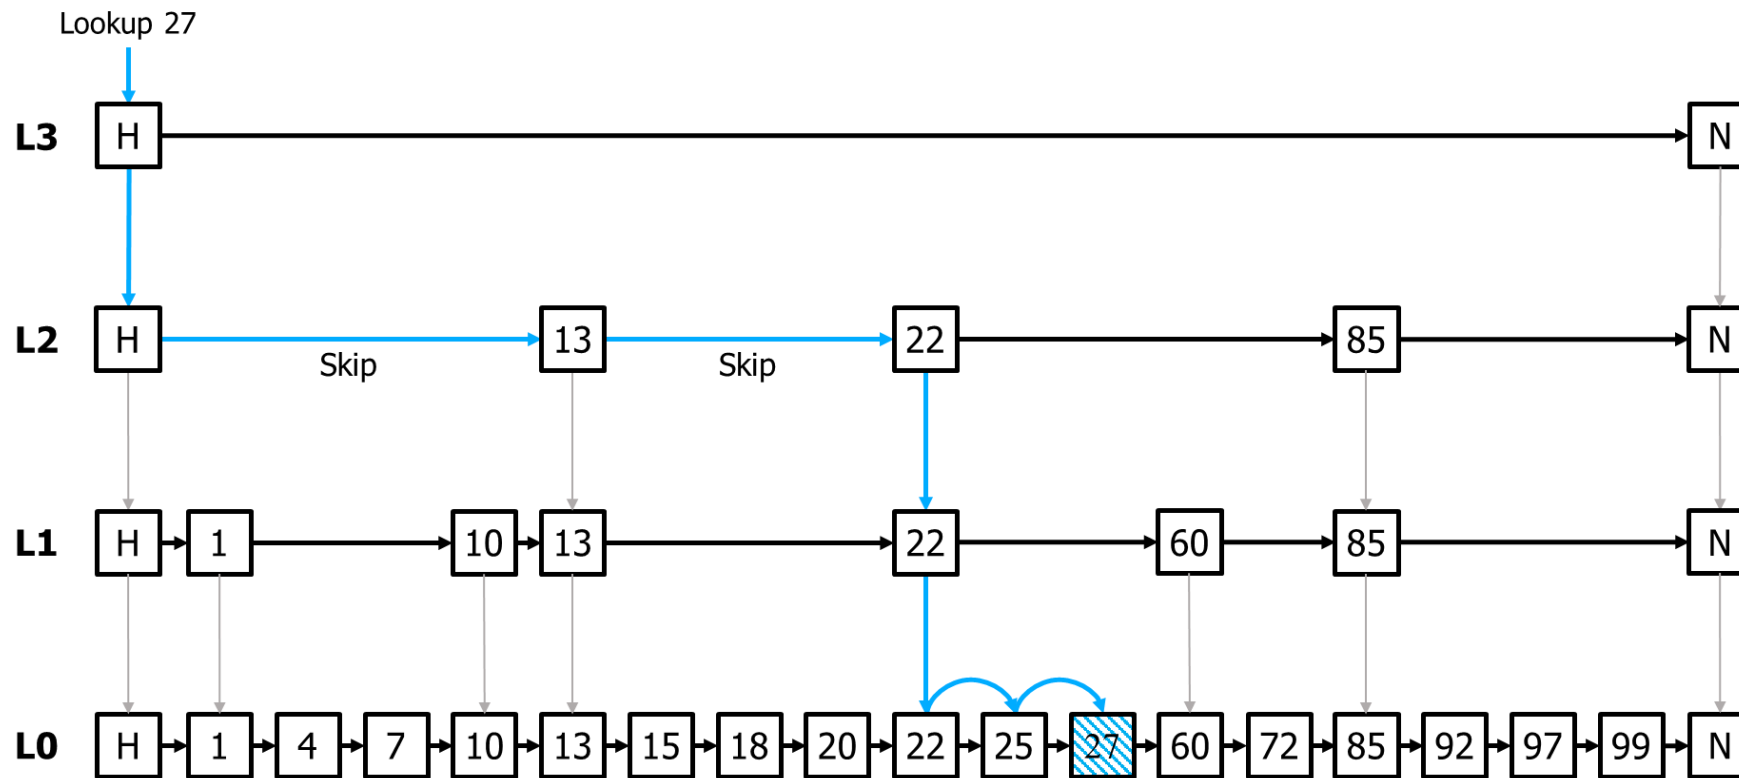 Lookup 27
L3 H N
L2 H 13 22 85 N
Skip Skip
L1 H 1 10 13 22 60 85 N
L0 H 1 4 7 10 13 15 18 20 22 25 27 60 72 85 92 97 99 N